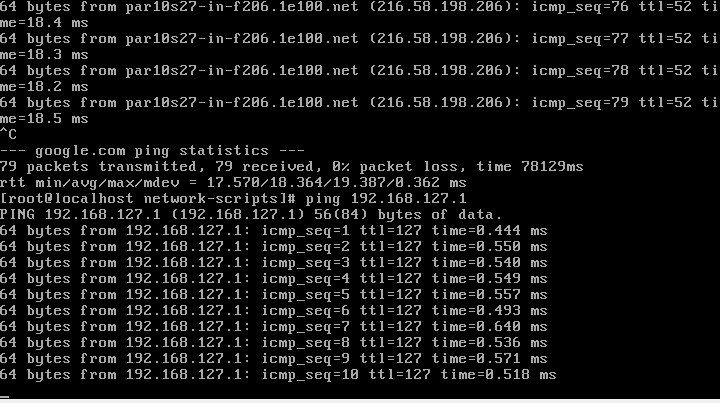 64 bytes from par10s27-in-f206.1e100.net (216.58.198.206): icmp_seq=76 ttl=52 ti
me=18.4 ms
64 bytes from par10s27-in-f206.1e100.net (216.58.198.206): icmp_seq=77 ttl=52 ti
me=18.3 ms
64 bytes from par10s27-in-f206.1e100.net (216.58.198.206): icmp_seq=78 ttl=52 ti
me=18.2 ms
64 bytes from par10s27-in-f206.1e100.net (216.58.198.206): icmp_seq=79 ttl=52 ti
me=18.5 ms
^C
--- google.com ping statistics ---
79 packets transmitted, 79 received, 0% packet loss, time 78129ms
rtt min/avg/max/mdev = 17.570/18.364/19.387/0.362 ms
[root@localhost network-scripts]# ping 192.168.127.1
PING 192.168.127.1 (192.168.127.1) 56(84) bytes of data.
64 bytes from 192.168.127.1: icmp_seq=1 ttl=127 time=0.444 ms
64 bytes from 192.168.127.1: icmp_seq=2 ttl=127 time=0.550 ms
64 bytes from 192.168.127.1: icmp_seq=3 ttl=127 time=0.540 ms
64 bytes from 192.168.127.1: icmp_seq=4 ttl=127 time=0.549 ms
64 bytes from 192.168.127.1: icmp_seq=5 ttl=127 time=0.557 ms
64 bytes from 192.168.127.1: icmp_seq=6 ttl=127 time=0.493 ms
64 bytes from 192.168.127.1: icmp_seq=7 ttl=127 time=0.640 ms
64 bytes from 192.168.127.1: icmp_seq=8 ttl=127 time=0.536 ms
64 bytes from 192.168.127.1: icmp_seq=9 ttl=127 time=0.571 ms
64 bytes from 192.168.127.1: icmp_seq=10 ttl=127 time=0.518 ms